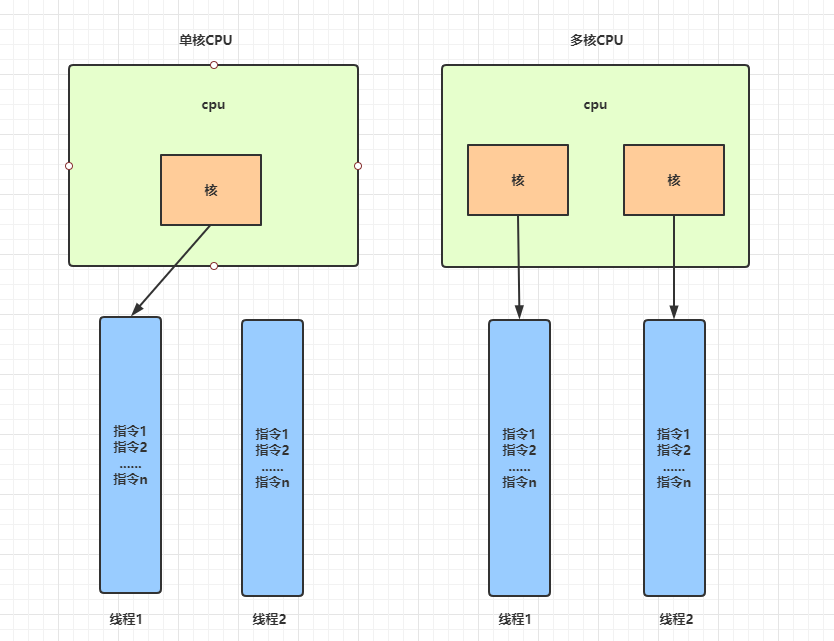 单核CPU
多核CPU
cpu
cpu
核
核
核
指令1
指令2
......
指令n
指令1
指令2
......
指令n
指令1
指令2
......
指令n
指令1
指令2
......
指令n
线程1
线程2
线程1
线程2